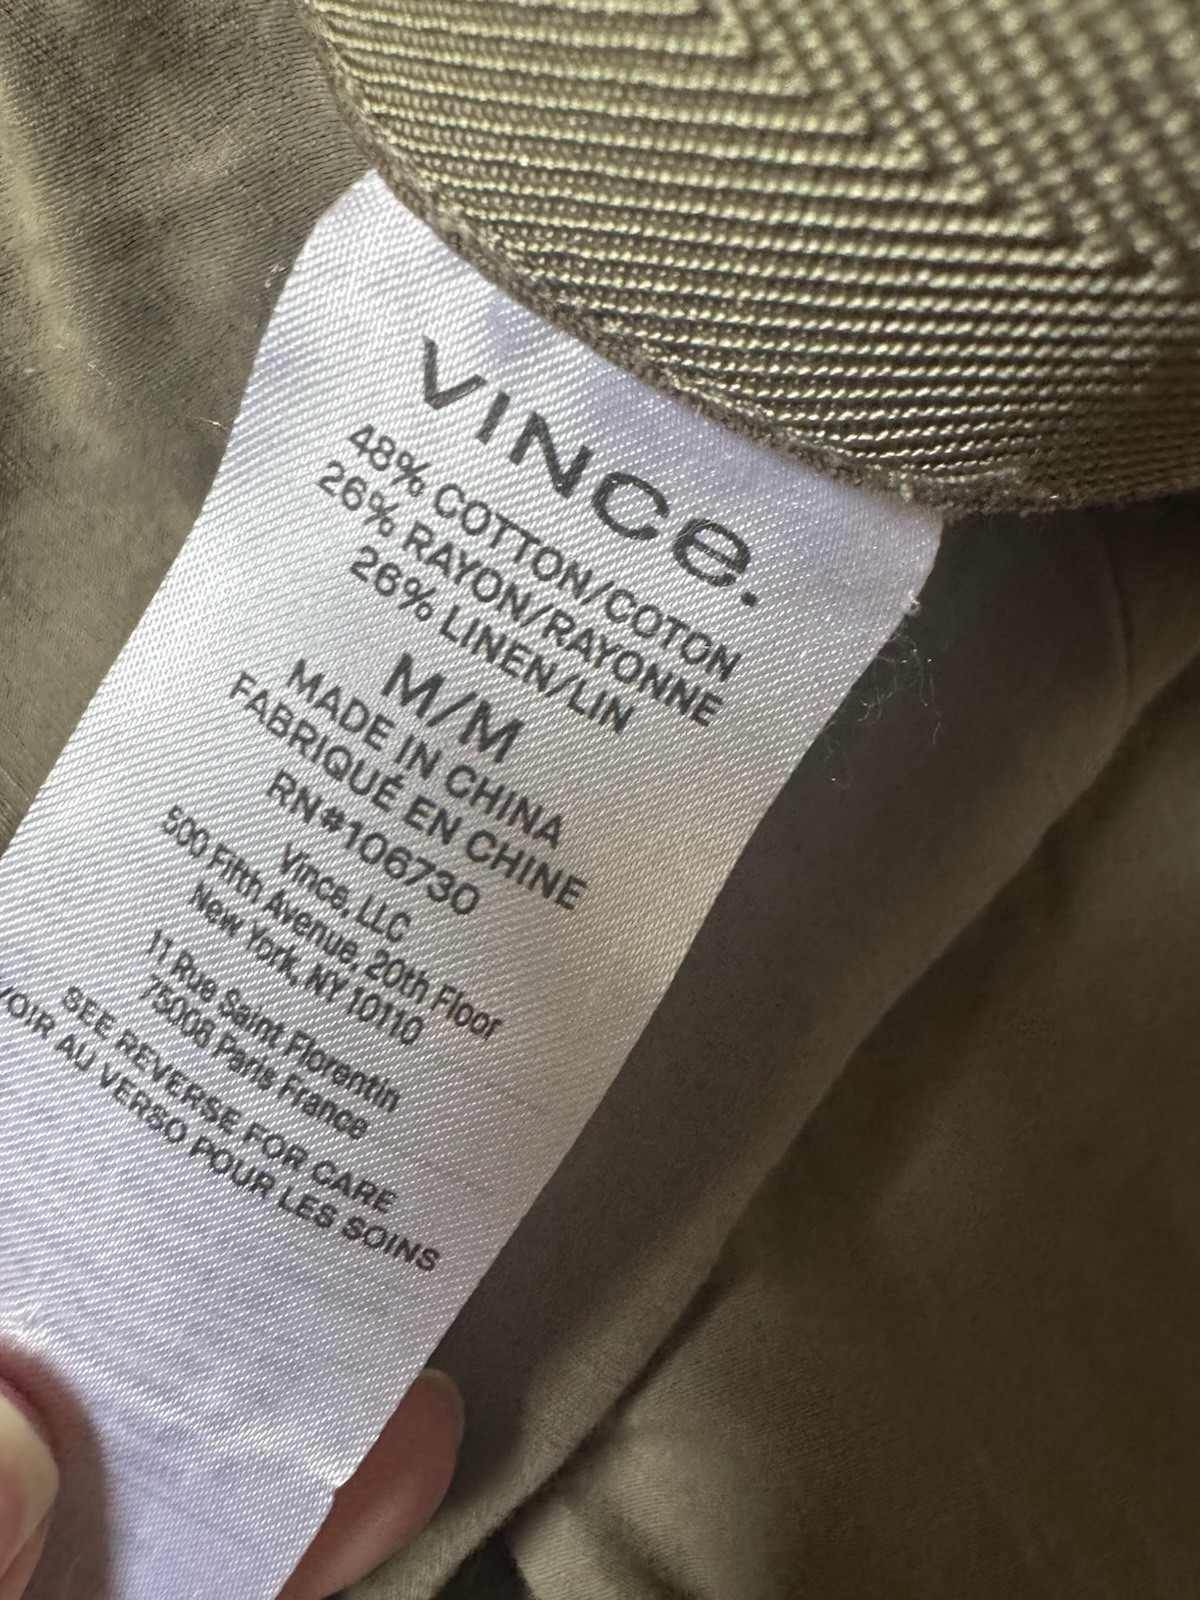 VINCe.
48% COTTON/COTON
26% RAYON/RAYONNE
26% LINEN/LIN
M/M
MADE IN CHINA
FABRIQUÉ EN CHINE
RN#106730
Vince, LLC
500 Fifth Avenue, 20th Floor
New York, NY 10110
11 Rue Saint Florentin
75008 Paris France
SEE REVERSE FOR CARE
VOIR AU VERSO POUR LES SOINS